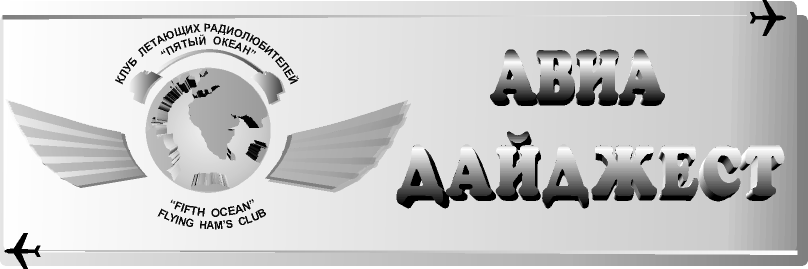 КЛУБ ЛЕТАЮЩИХ РАДИОЛЮБИТЕЛЕЙ
"ПЯТЫЙ ОКЕАН"
"FIFTH OCEAN"
FLYING HAM'S CLUB
АВИА
ДАЙДЖЕСТ